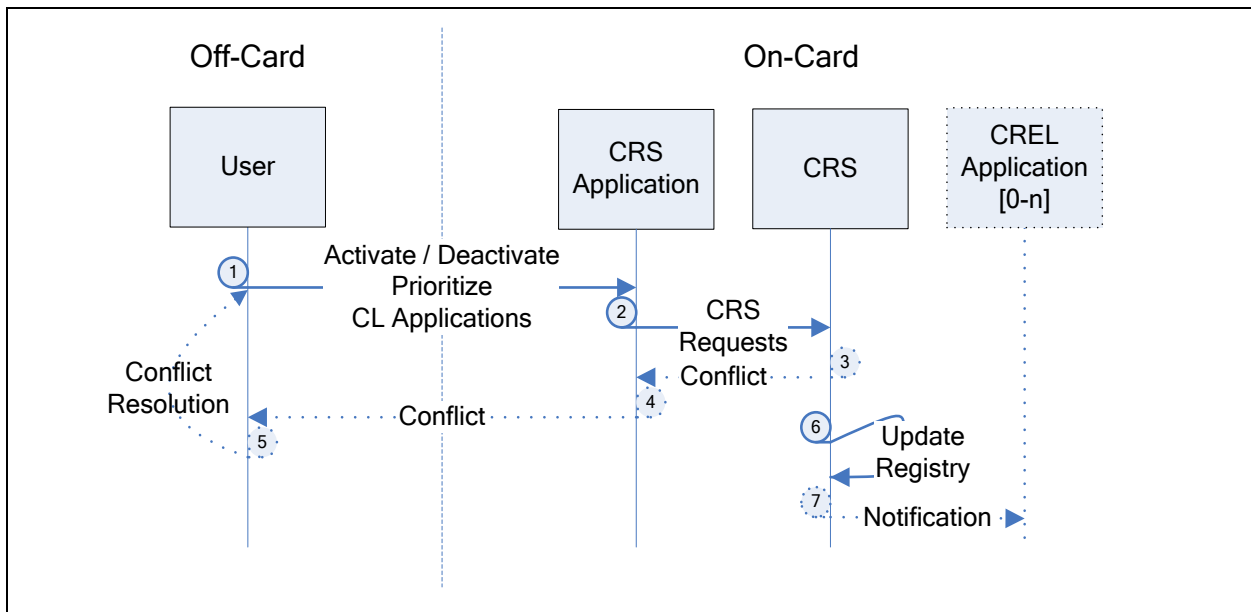 Off-Card
On-Card
User
CRS
Application
CRS
CREL
Application
[0-n]
1
Activate / Deactivate
Prioritize
CL Applications
2
CRS
Requests
3
Conflict
4
Conflict
Conflict
Resolution
5
6
Update
Registry
7
Notification